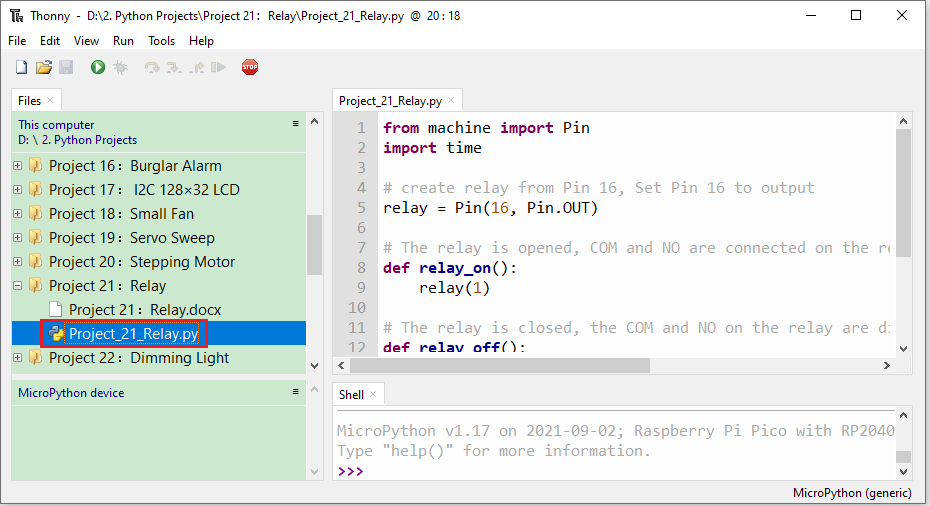 Thonny - D:\2. Python Projects\Project 21：Relay\Project_21_Relay.py @ 20 : 18
File Edit View Run Tools Help
STOP
Files
This computer
D: \ 2. Python Projects
Project 16：Burglar Alarm
Project 17： I2C 128×32 LCD
Project 18：Small Fan
Project 19：Servo Sweep
Project 20：Stepping Motor
Project 21：Relay
Project 21：Relay.docx
Project_21_Relay.py
Project 22：Dimming Light
MicroPython device
Project_21_Relay.py
1 from machine import Pin
2 import time
3
4 # create relay from Pin 16, Set Pin 16 to output
5 relay = Pin(16, Pin.OUT)
6
7 # The relay is opened, COM and NO are connected on the re
8 def relay_on():
9 relay(1)
10
11 # The relay is closed, the COM and NO on the relay are di
12 def relay_off():
Shell
MicroPython v1.17 on 2021-09-02; Raspberry Pi Pico with RP2040
Type "help()" for more information.
>>>
MicroPython (generic)